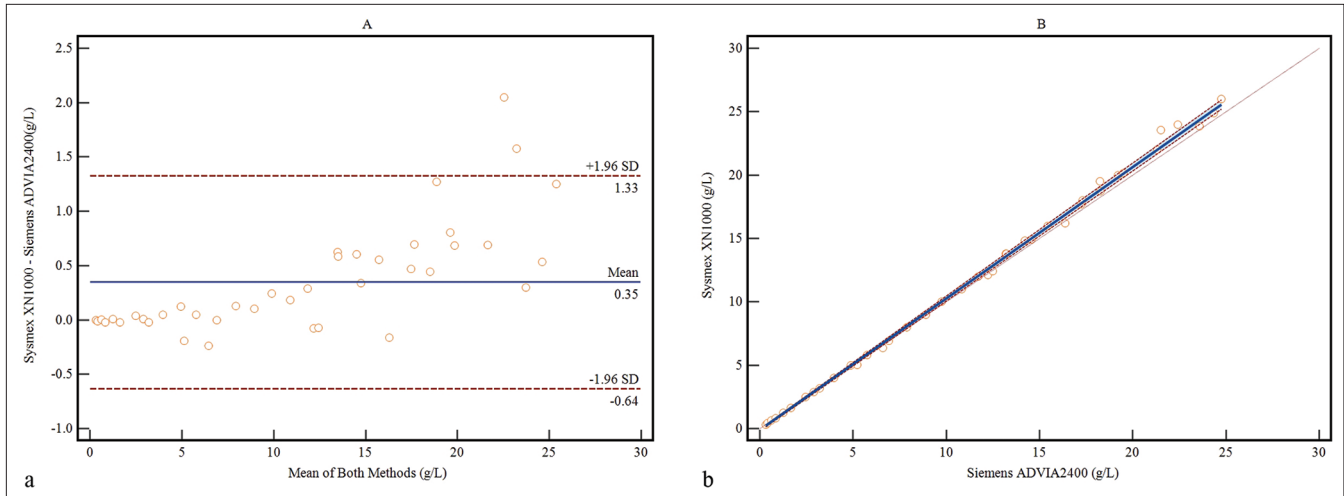 A
Sysmex XN1000 - Siemens ADVIA2400(g/L)
2.5
2.0
1.5
1.0
0.5
0.0
-0.5
-1.0
+1.96 SD
1.33
Mean
0.35
-1.96 SD
-0.64
0 5 10 15 20 25 30
Mean of Both Methods (g/L)
a
B
Sysmex XN1000 (g/L)
30
25
20
15
10
5
0
0 5 10 15 20 25 30
Siemens ADVIA2400 (g/L)
b